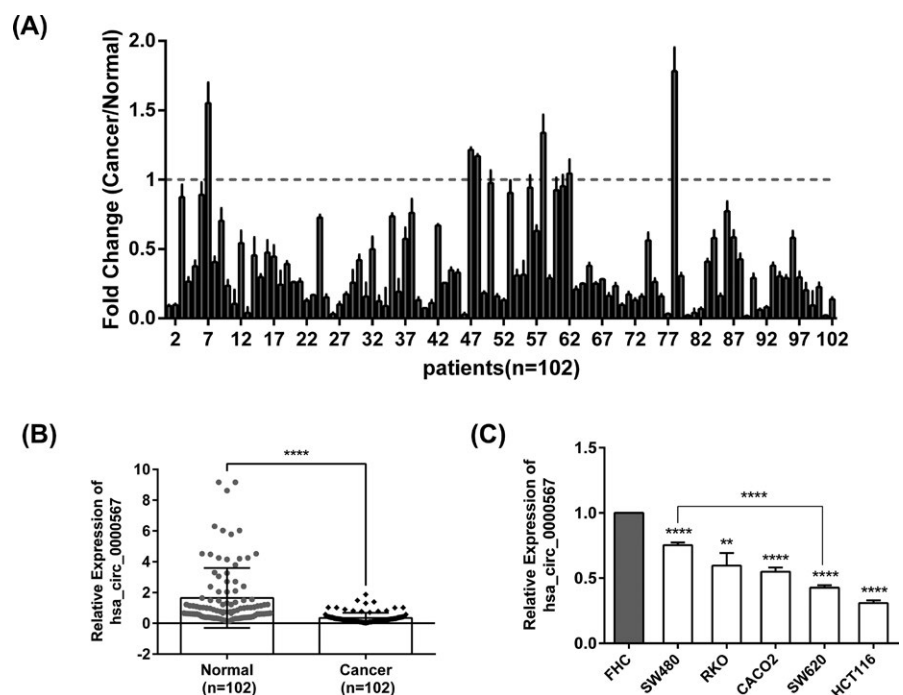 (A)
Fold Change (Cancer/Normal)
2.0
1.5
1
0.5
0.0
2 7 12 17 22 27 32 37 42 47 52 57 62 67 72 77 82 87 92 97 102
patients(n=102)
(B)
Relative Expression of
hsa_circ_0000567
10
8
6
4
2
0
-2
****
Normal
(n=102)
Cancer
(n=102)
(C)
Relative Expression of
hsa_circ_0000567
1.5
1.0
0.5
0.0
****
****
**
****
****
****
FHC
SW480
RKO
CACO2
SW620
HCT116